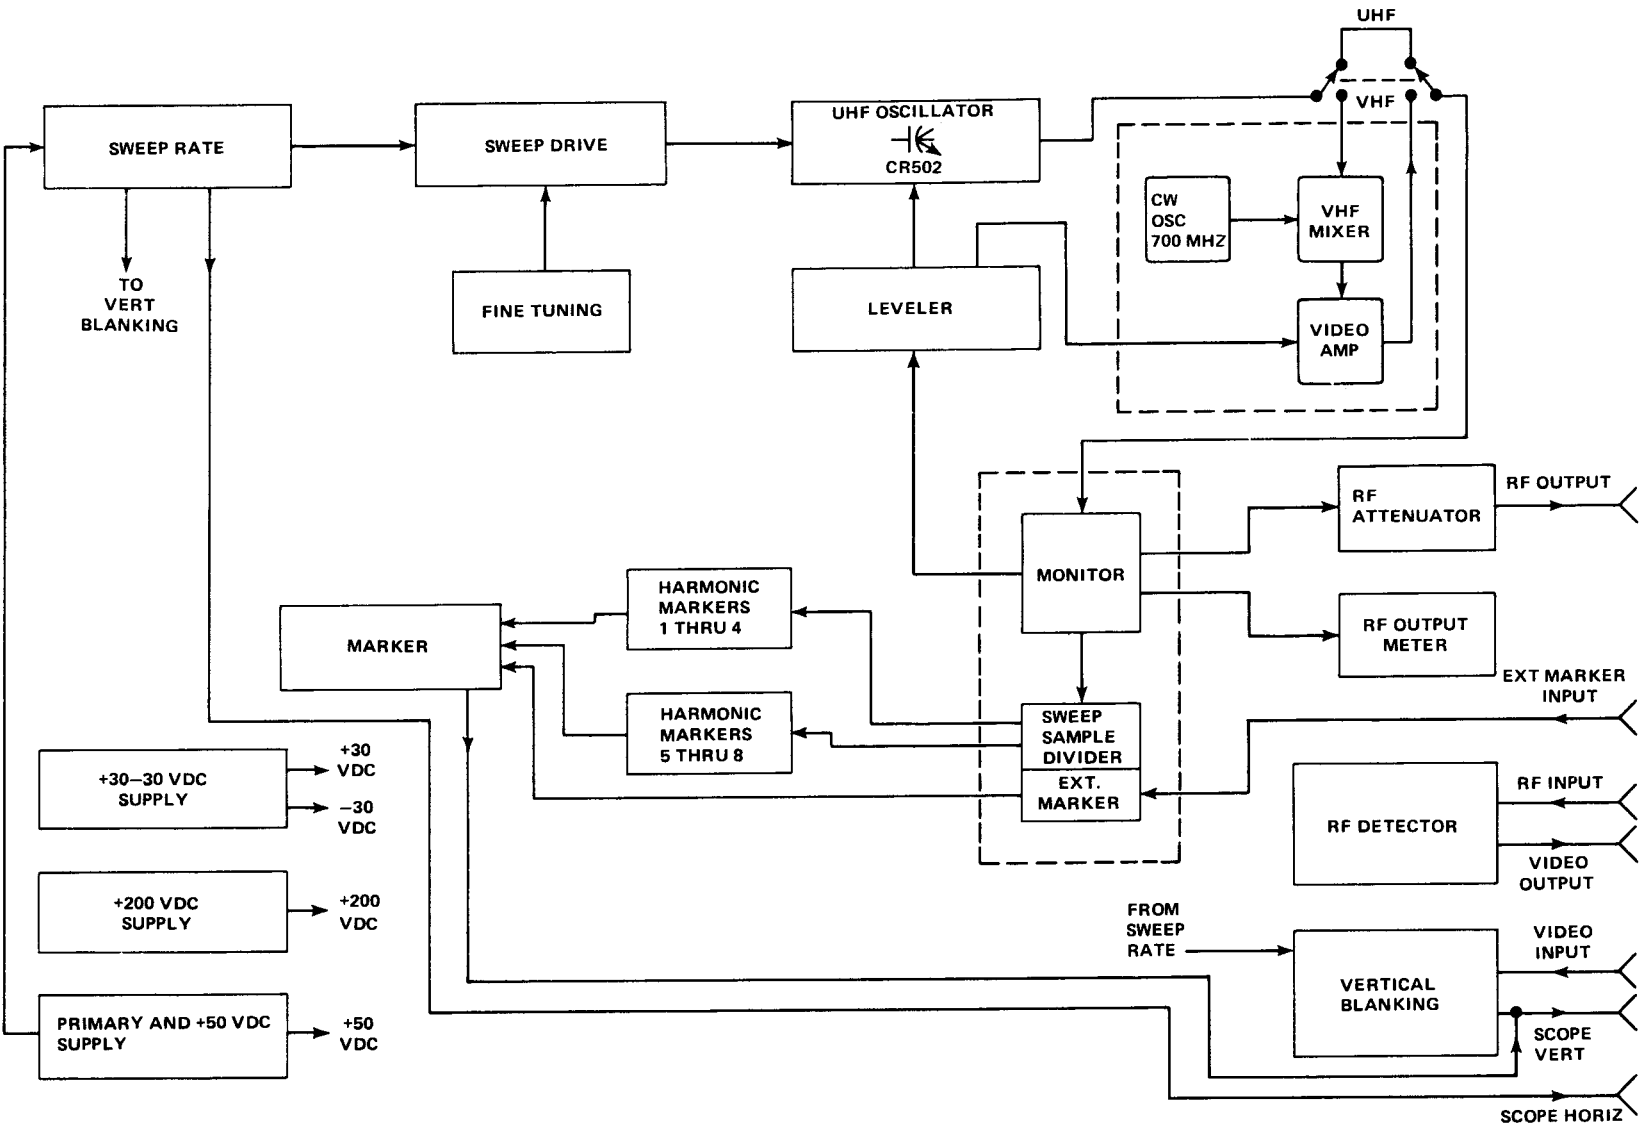 UHF
VHF
SWEEP RATE
SWEEP DRIVE
UHF OSCILLATOR
CR502
CW
OSC
700 MHZ
VHF
MIXER
TO
VERT
BLANKING
FINE TUNING
LEVELER
VIDEO
AMP
RF
ATTENUATOR
RF OUTPUT
MONITOR
HARMONIC
MARKERS
1 THRU 4
MARKER
RF OUTPUT
METER
EXT MARKER
INPUT
HARMONIC
MARKERS
5 THRU 8
SWEEP
SAMPLE
DIVIDER
EXT.
MARKER
+30–30 VDC
SUPPLY
+30
VDC
–30
VDC
RF DETECTOR
RF INPUT
VIDEO
OUTPUT
+200 VDC
SUPPLY
+200
VDC
FROM
SWEEP
RATE
VERTICAL
BLANKING
VIDEO
INPUT
SCOPE
VERT
PRIMARY AND +50 VDC
SUPPLY
+50
VDC
SCOPE HORIZ